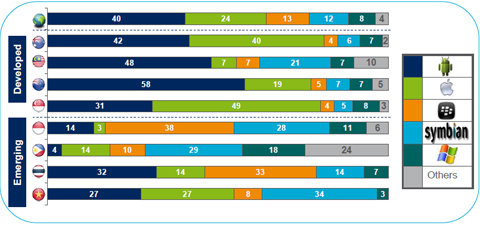 40 24 13 12 8 4
42 40 4 6 7 2
48 7 7 21 7 10
58 19 5 7 7 5
31 49 4 5 8 3
14 3 38 28 11 6
4 14 10 29 18 24
32 14 33 14 7
27 27 8 34 3
Developed
Emerging
symbian
Others